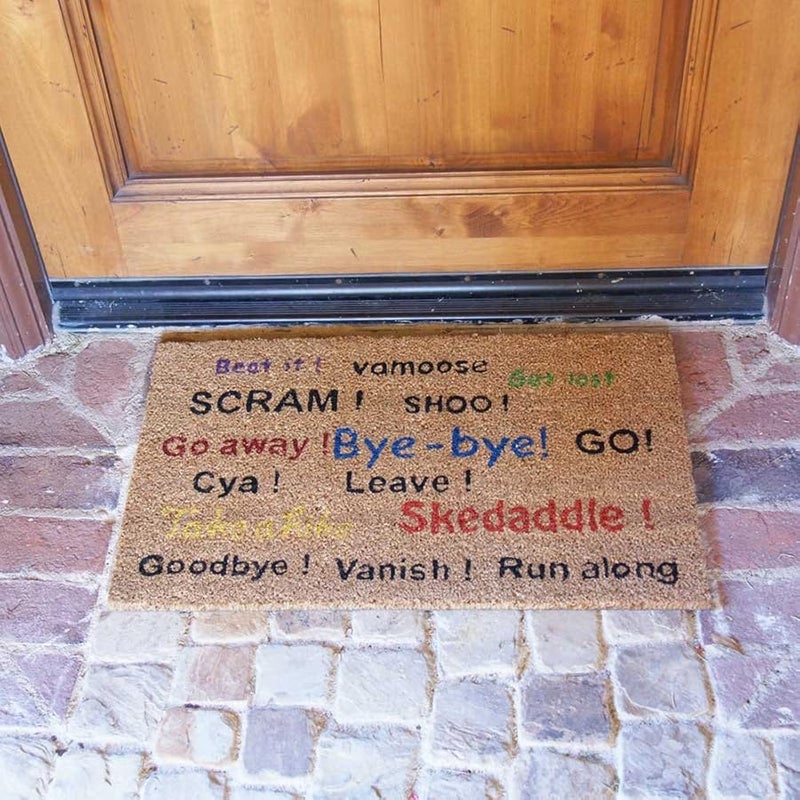 Beat it ! vamoose Get lost
SCRAM ! SHOO !
Go away ! Bye-bye! GO!
Cya ! Leave !
Take a hike Skedaddle !
Goodbye ! Vanish ! Run along